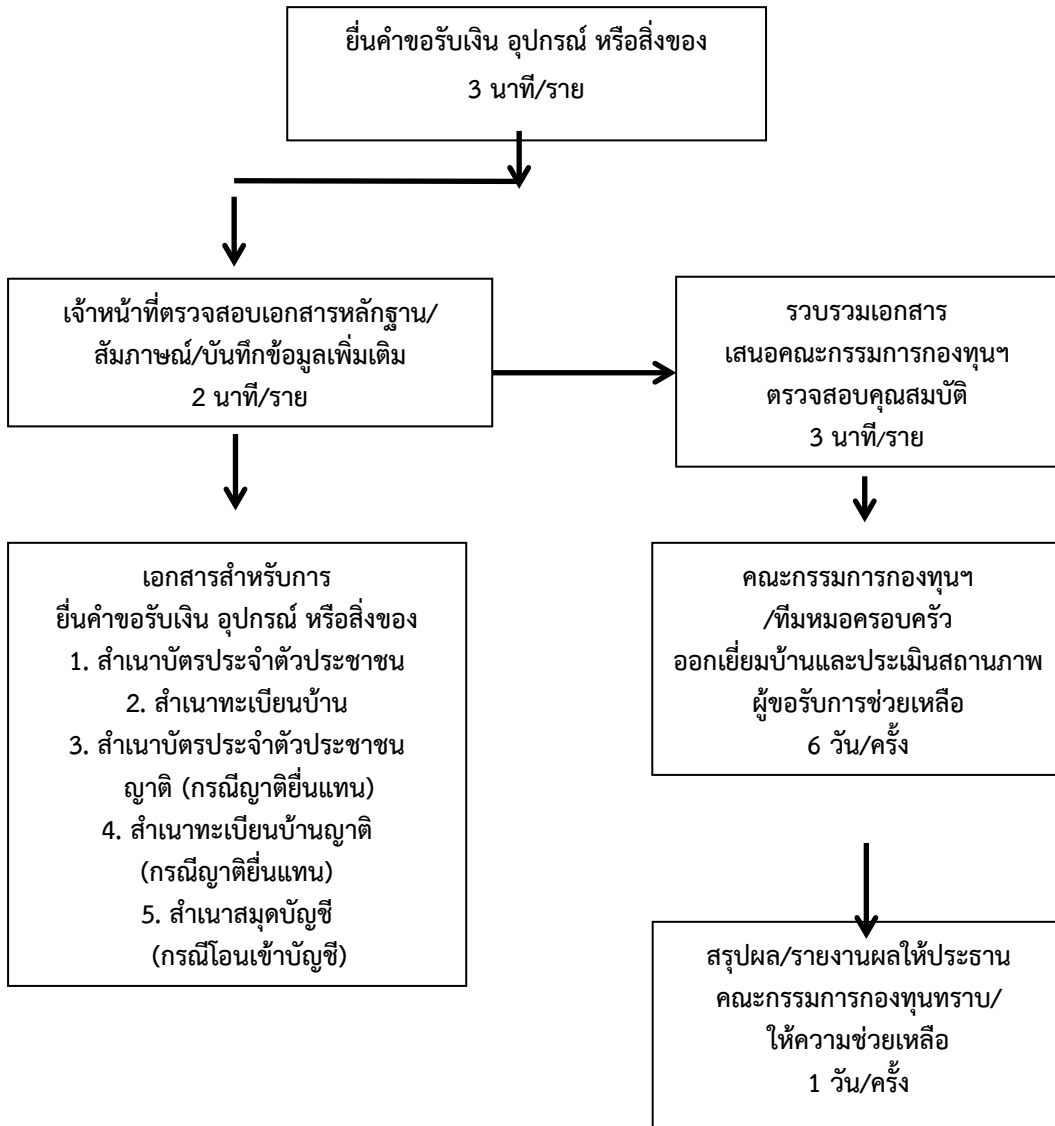 ยื่นคำขอรับเงิน อุปกรณ์ หรือสิ่งของ
3 นาที/ราย
เจ้าหน้าที่ตรวจสอบเอกสารหลักฐาน/
สัมภาษณ์/บันทึกข้อมูลเพิ่มเติม
2 นาที/ราย
รวบรวมเอกสาร
เสนอคณะกรรมการกองทุนฯ
ตรวจสอบคุณสมบัติ
3 นาที/ราย
เอกสารสำหรับการ
ยื่นคำขอรับเงิน อุปกรณ์ หรือสิ่งของ
1. สำเนาบัตรประจำตัวประชาชน
2. สำเนาทะเบียนบ้าน
3. สำเนาบัตรประจำตัวประชาชน
ญาติ (กรณีญาติยื่นแทน)
4. สำเนาทะเบียนบ้านญาติ
(กรณีญาติยื่นแทน)
5. สำเนาสมุดบัญชี
(กรณีโอนเข้าบัญชี)
คณะกรรมการกองทุนฯ
/ทีมหมอครอบครัว
ออกเยี่ยมบ้านและประเมินสถานภาพ
ผู้ขอรับการช่วยเหลือ
6 วัน/ครั้ง
สรุปผล/รายงานผลให้ประธาน
คณะกรรมการกองทุนทราบ/
ให้ความช่วยเหลือ
1 วัน/ครั้ง